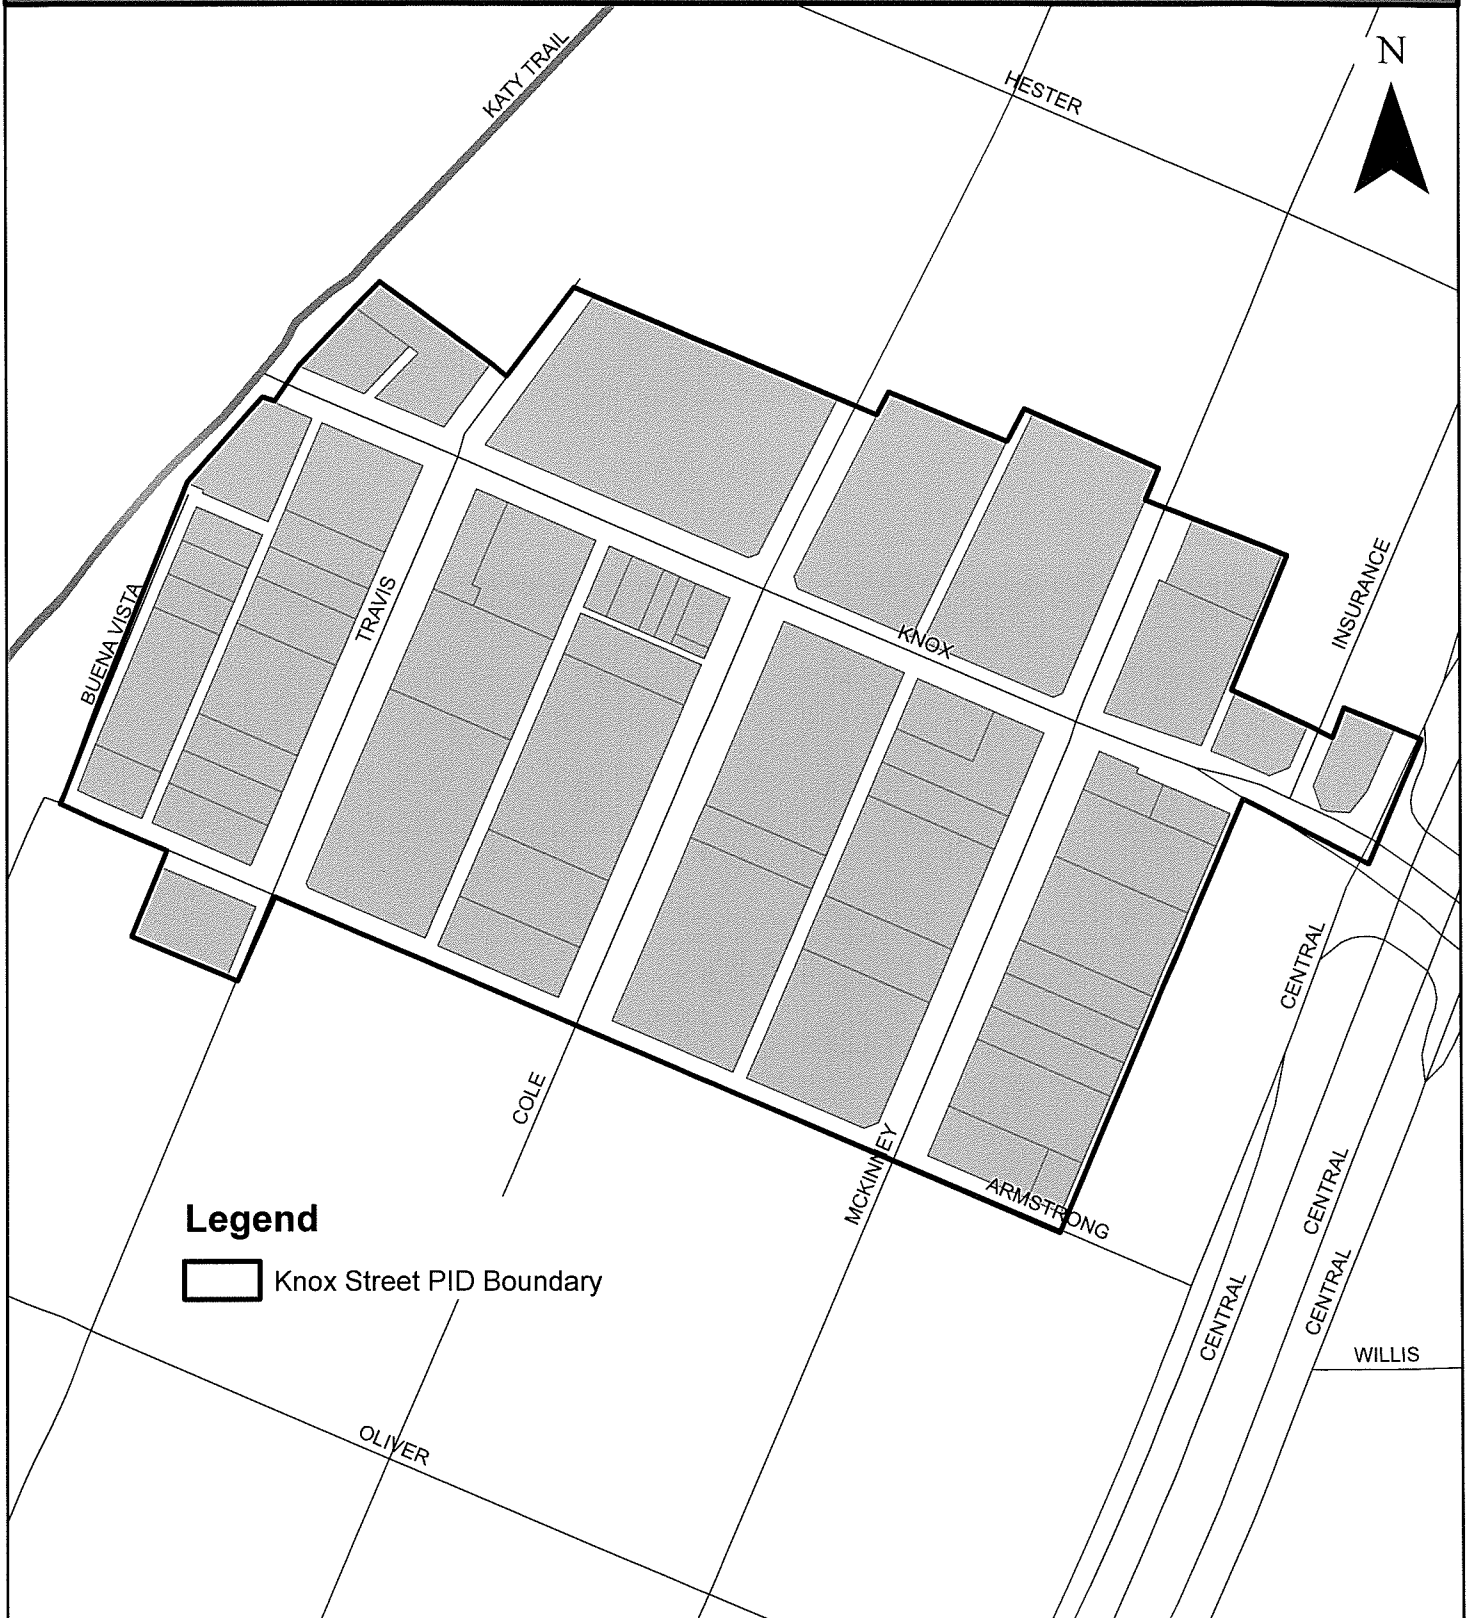 KATY TRAIL
N
HESTER
INSURANCE
BUENA VISTA
TRAVIS
KNOX
CENTRAL
COLE
MCKINNEY
ARMSTRONG
CENTRAL
CENTRAL
CENTRAL
Legend
Knox Street PID Boundary
WILLIS
OLIVER